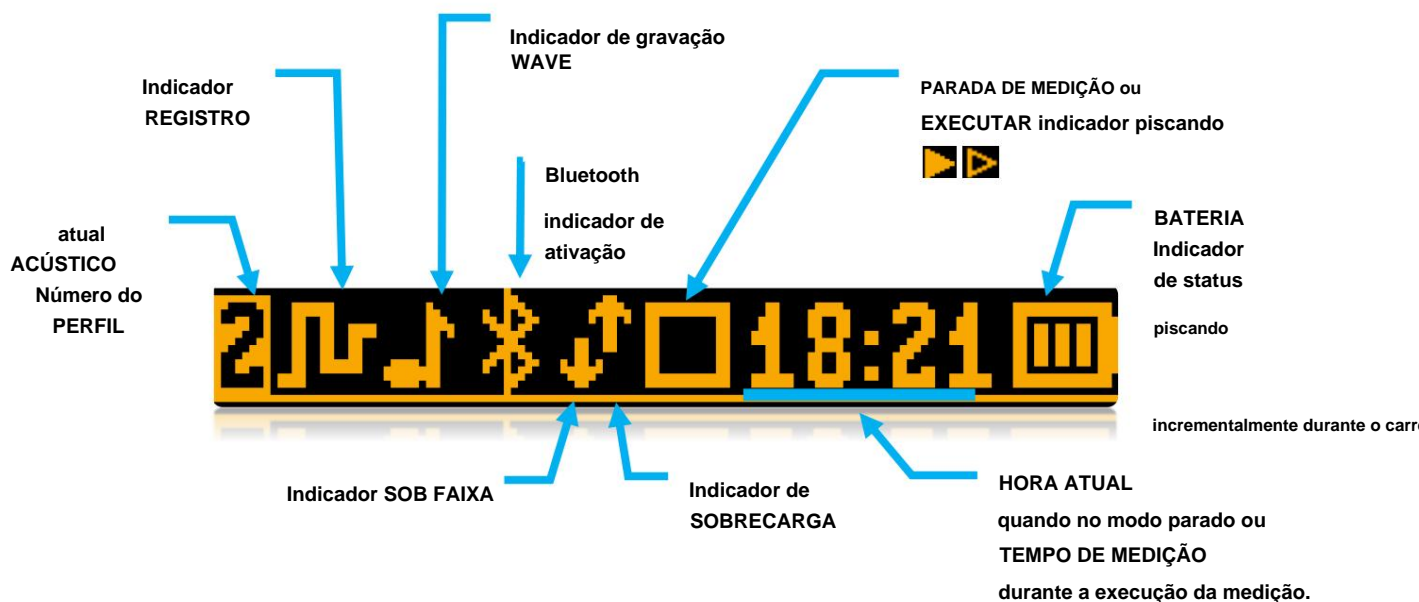 Indicador de gravação
WAVE
Indicador
REGISTRO
PARADA DE MEDIÇÃO ou
EXECUTAR indicador piscando
Bluetooth
indicador de
ativação
atual
ACÚSTICO
Número do
PERFIL
BATERIA
Indicador
de status
piscando
incrementalmente durante o carre
2 18:21
Indicador SOB FAIXA
Indicador de
SOBRECARGA
HORA ATUAL
quando no modo parado ou
TEMPO DE MEDIÇÃO
durante a execução da medição.